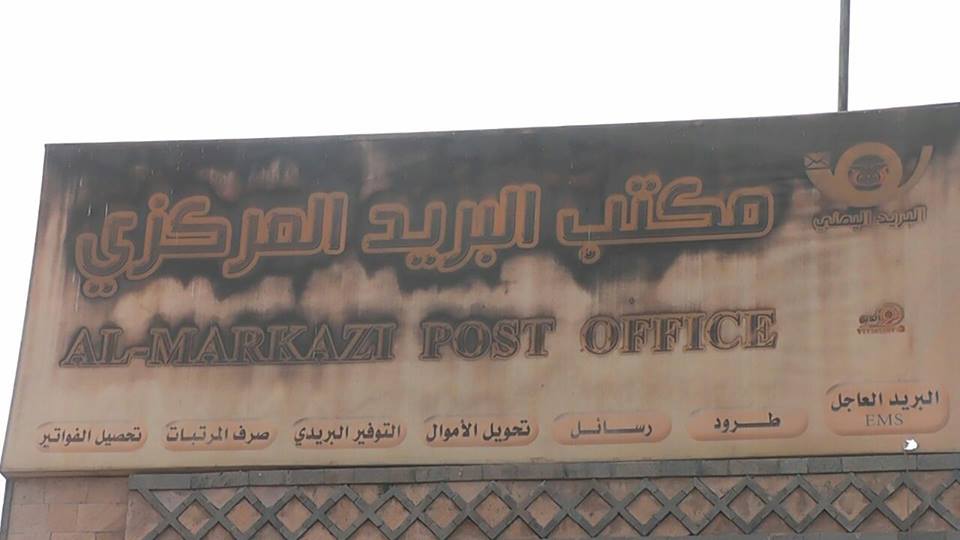 مكتب البريد المركزي
البريد اليمني
AL-MARKAZI POST OFFICE
البريد العاجل
EMS
طرود
رسائل
تحويل الأموال
التوفير البريدي
صرف المرتبات
تحصيل الفواتير